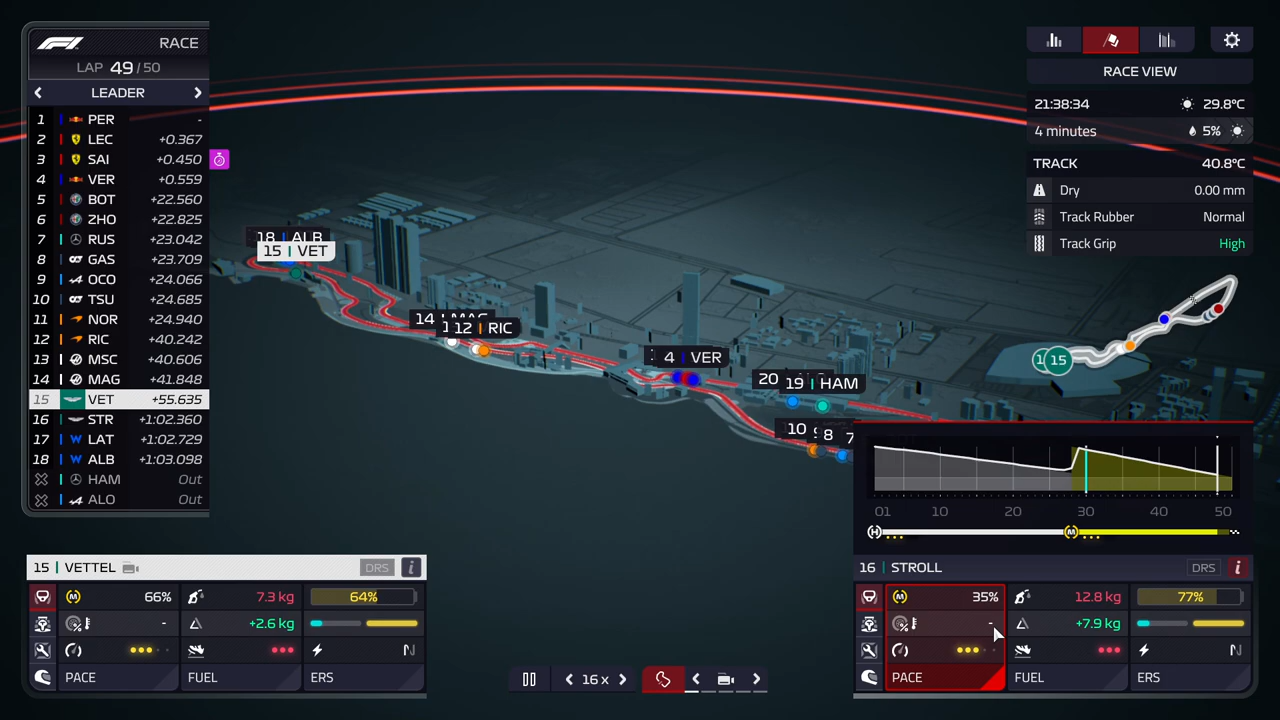 RACE
LAP 49/50
LEADER
1 PER -
2 LEC +0.367
3 SAI +0.450
4 VER +0.559
5 BOT +22.560
6 ZHO +22.825
7 RUS +23.042
8 GAS +23.709
9 OCO +24.066
10 TSU +24.685
11 NOR +24.940
12 RIC +40.242
13 MSC +40.606
14 MAG +41.848
15 VET +55.635
16 STR +1:02.360
17 LAT +1:02.729
18 ALB +1:03.098
HAM Out
ALO Out
18 | ALB
15 | VET
14 | MAG
12 | RIC
4 | VER
20
19 | HAM
10
8
7
RACE VIEW
21:38:34 29.8°C
4 minutes 5%
TRACK 40.8°C
Dry 0.00 mm
Track Rubber Normal
Track Grip High
15
01 10 20 30 40 50
H M
15 | VETTEL DRS i
M 66% 7.3 kg 64%
- +2.6 kg
N
PACE FUEL ERS
16x
16 | STROLL DRS i
M 35% 12.8 kg 77%
- +7.9 kg
N
PACE FUEL ERS